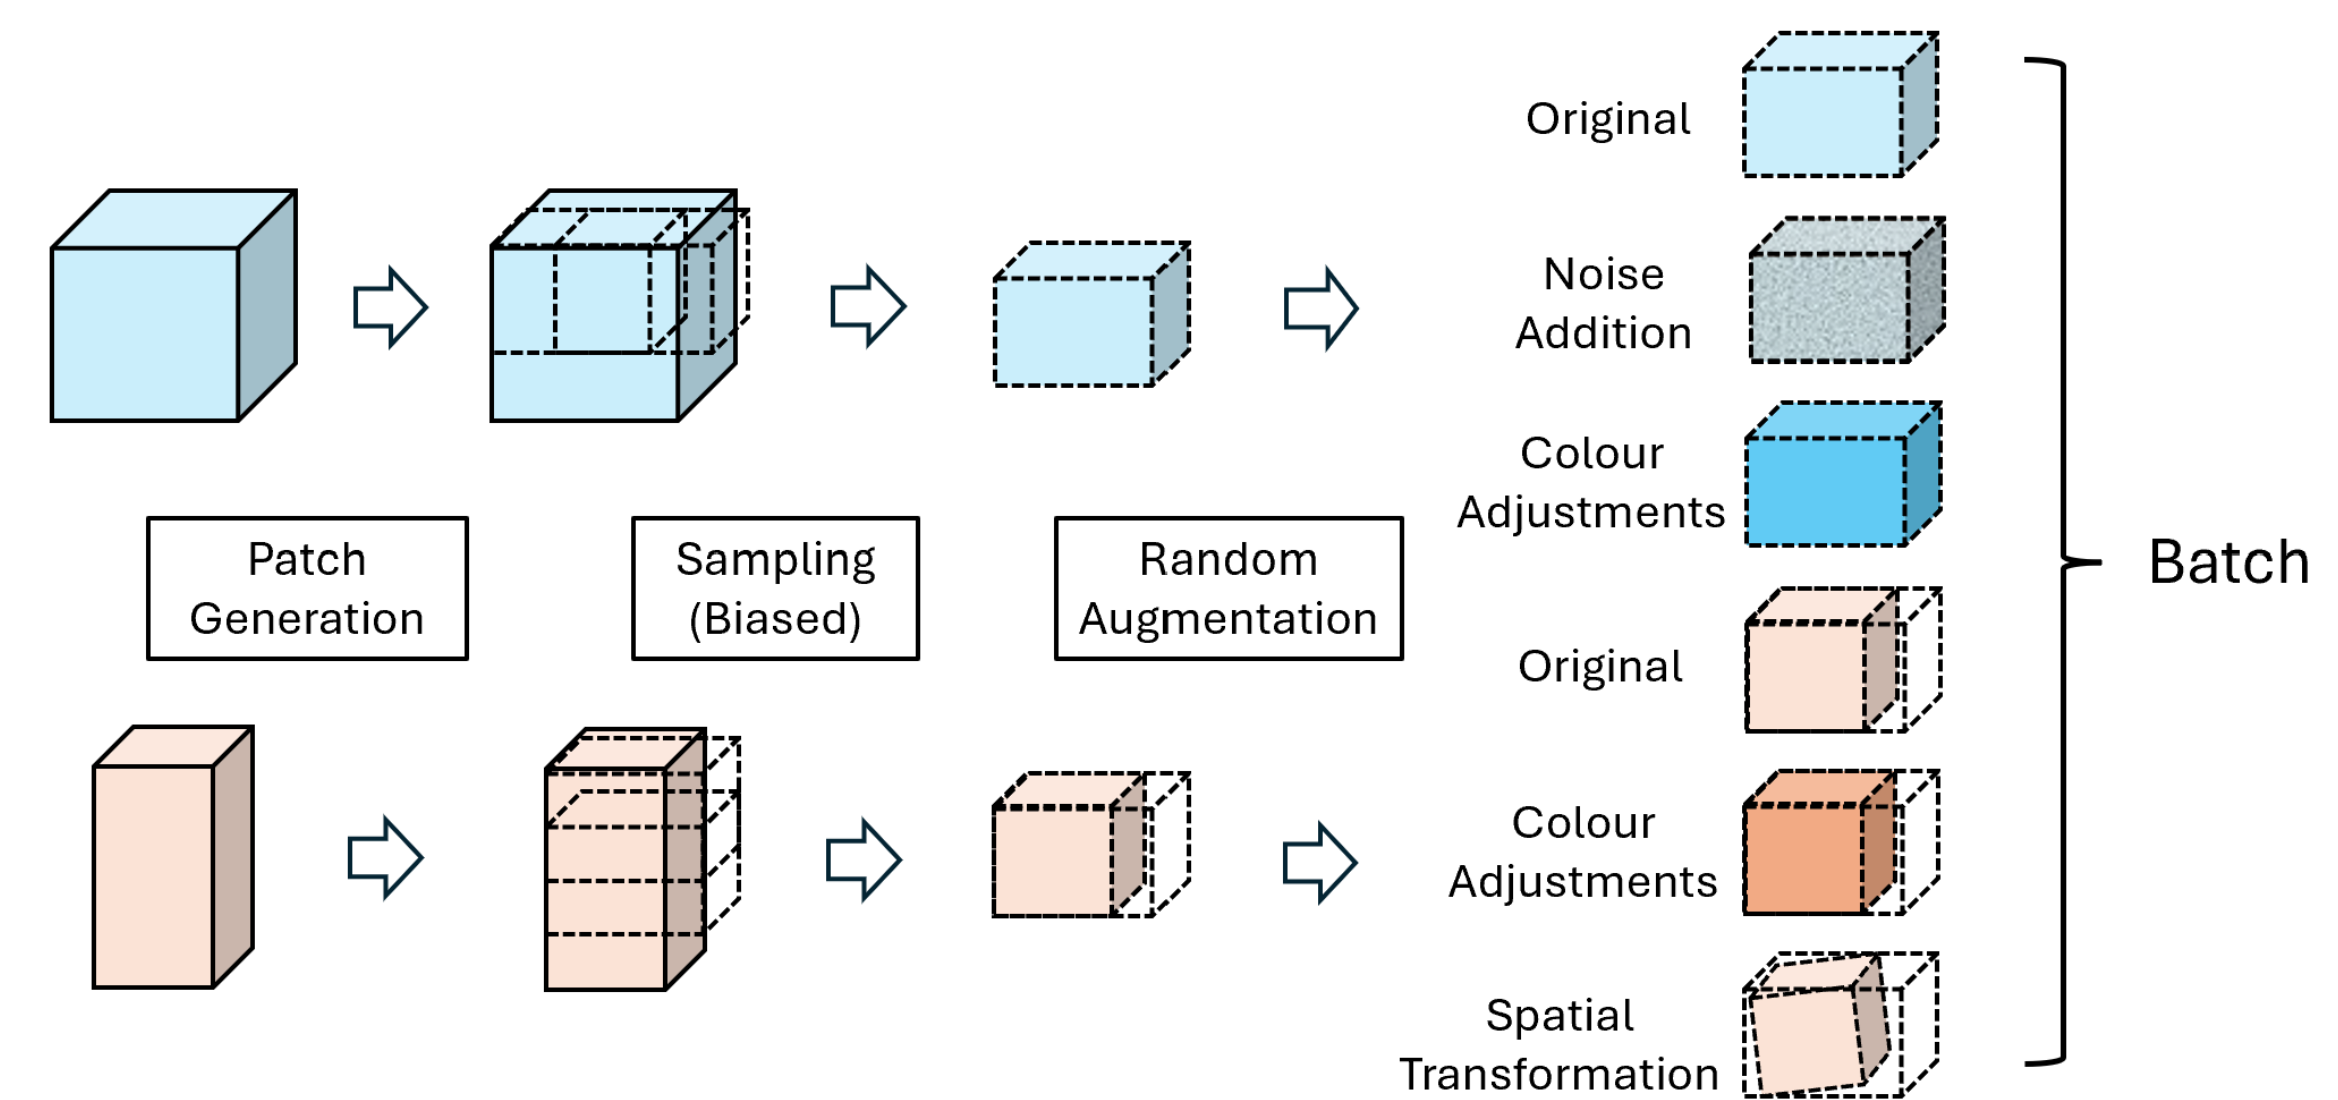 Original
Noise
Addition
Colour
Adjustments
Patch
Generation
Sampling
(Biased)
Random
Augmentation
Batch
Original
Colour
Adjustments
Spatial
Transformation